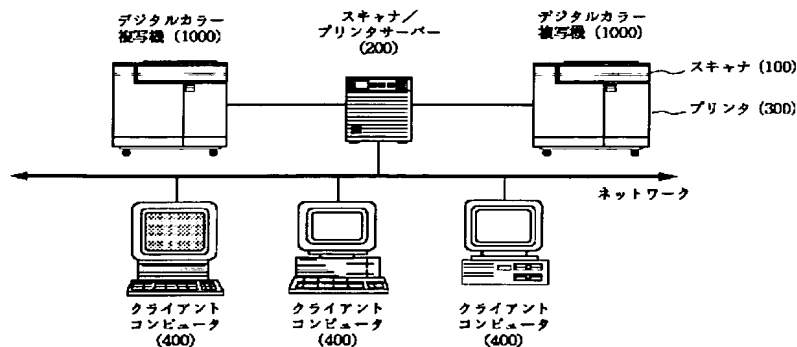 デジタルカラー
複写機 (1000)
スキャナ／
プリンタサーバー
(200)
デジタルカラー
複写機 (1000)
スキャナ (100)
プリンタ (300)
ネットワーク
クライアント
コンピュータ
(400)
クライアント
コンピュータ
(400)
クライアント
コンピュータ
(400)